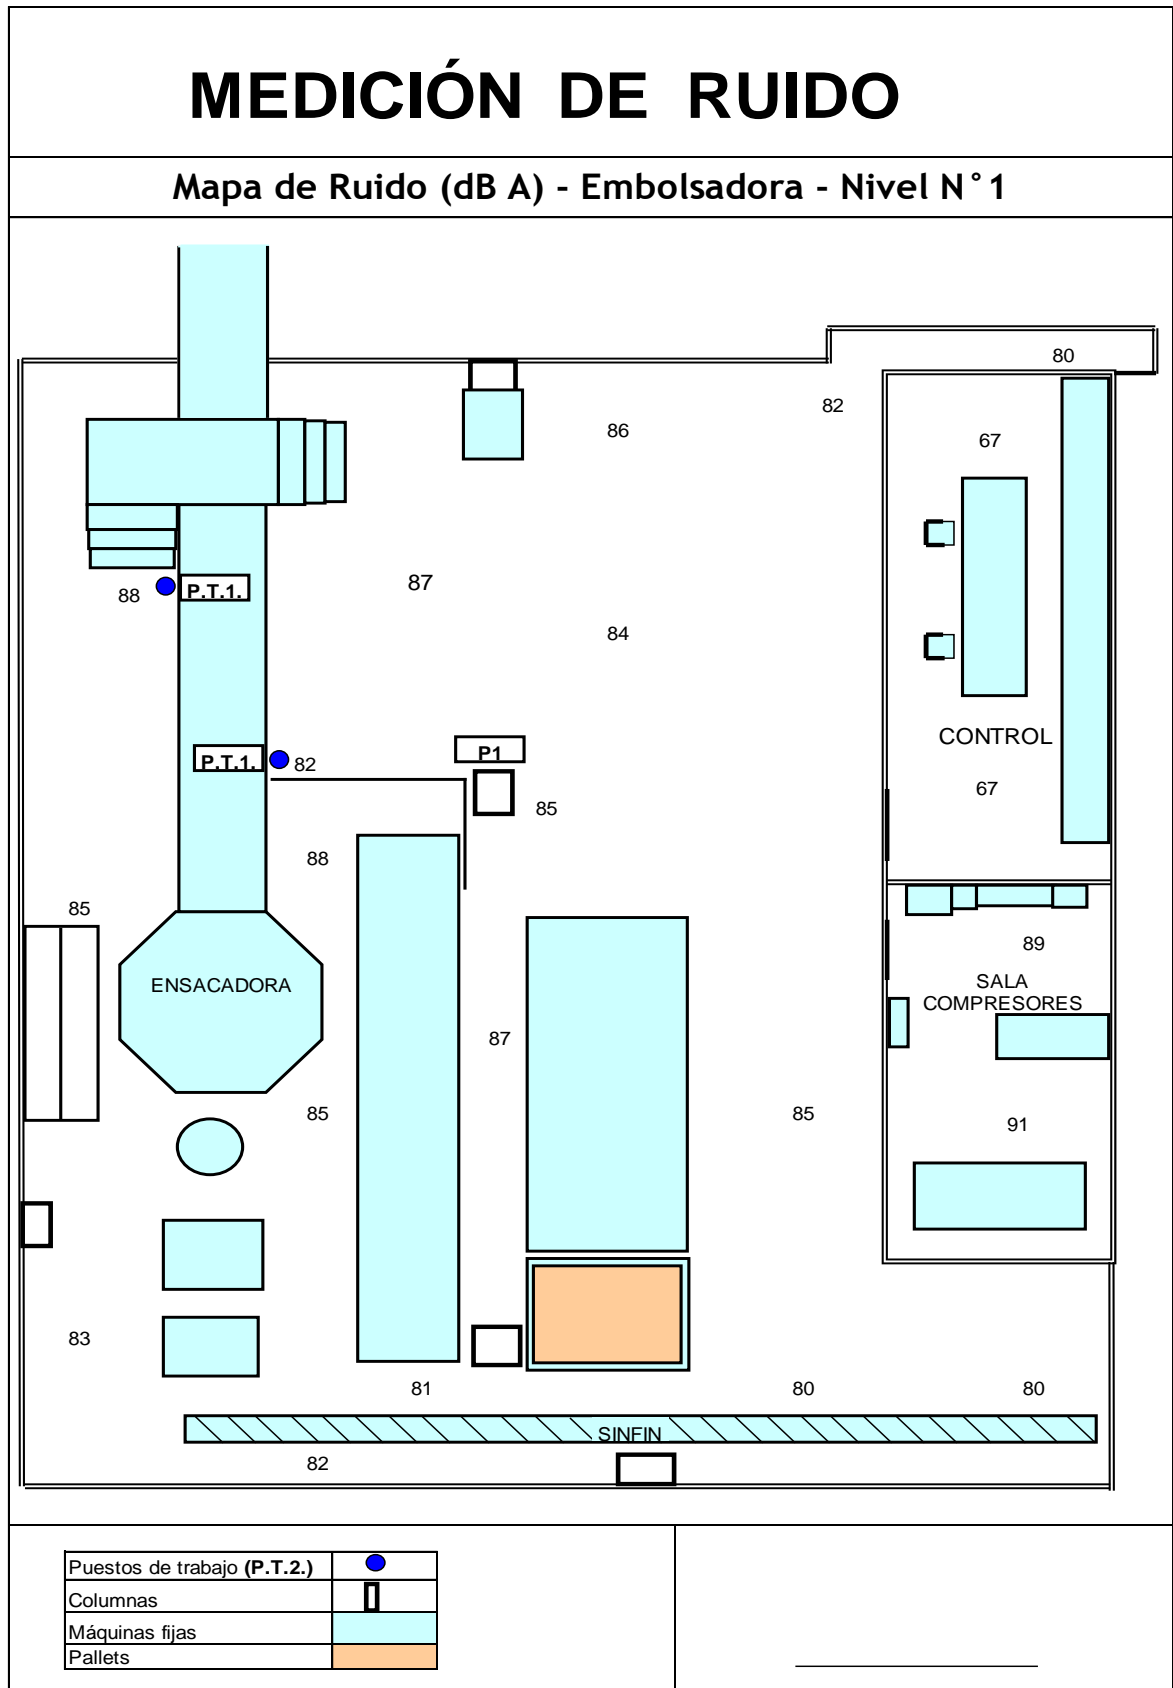 MEDICIÓN DE RUIDO
Mapa de Ruido (dB A) - Embolsadora - Nivel N°1
80
82
86
67
88
P.T.1.
87
84
CONTROL
P.T.1.
82
P1
67
85
88
85
89
ENSACADORA
SALA
COMPRESORES
87
85
85
91
83
81
80
80
SINFIN
82
Puestos de trabajo (P.T.2.)
Columnas
Máquinas fijas
Pallets